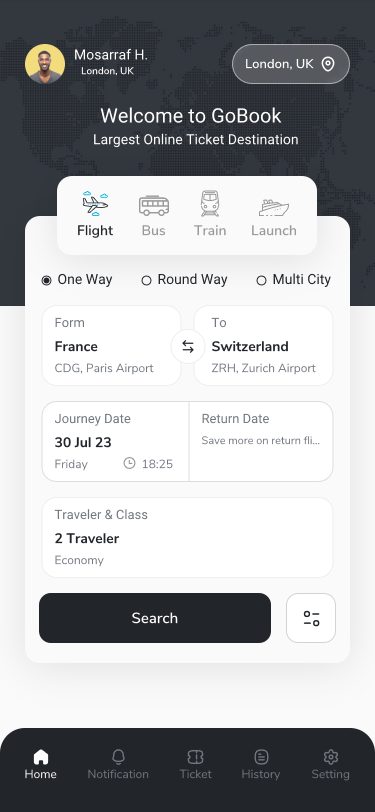 Mosarraf H.
London, UK
London, UK
Welcome to GoBook
Largest Online Ticket Destination
Flight
Bus
Train
Launch
One Way
Round Way
Multi City
Form
France
CDG, Paris Airport
To
Switzerland
ZRH, Zurich Airport
Journey Date
30 Jul 23
Friday
18:25
Return Date
Save more on return fli...
Traveler & Class
2 Traveler
Economy
Search
Home
Notification
Ticket
History
Setting